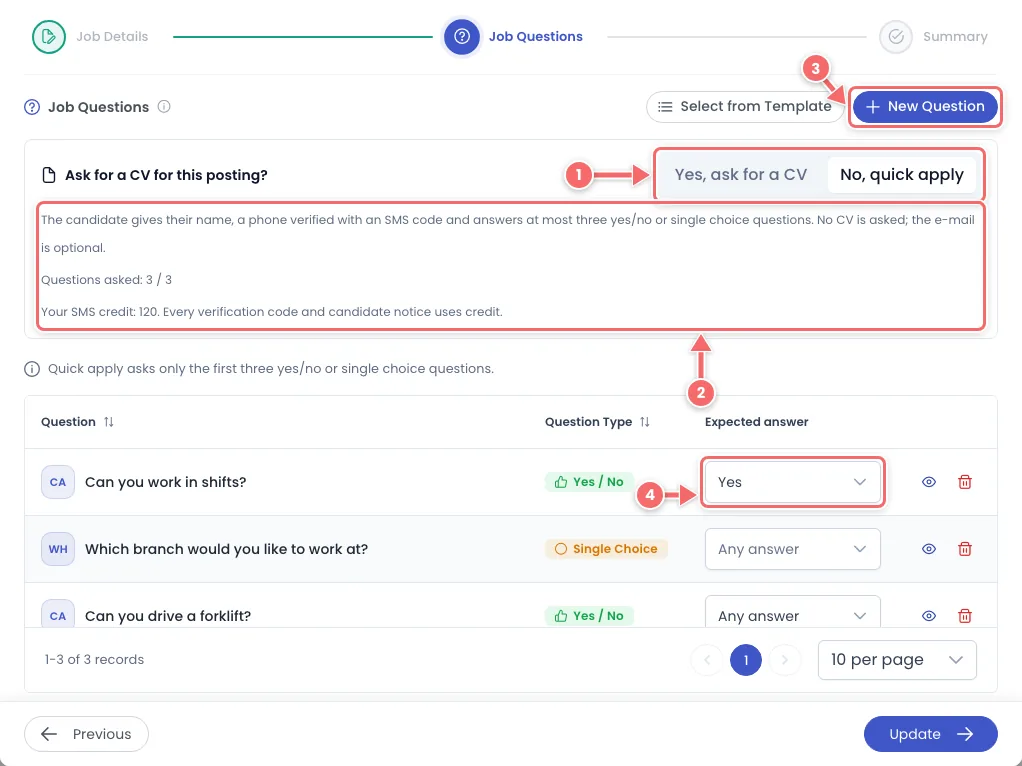 Job Details
Job Questions
Summary
3
Job Questions
Select from Template
New Question
Ask for a CV for this posting?
1
Yes, ask for a CV
No, quick apply
The candidate gives their name, a phone verified with an SMS code and answers at most three yes/no or single choice questions. No CV is asked; the e-mail
is optional.
Questions asked: 3 / 3
Your SMS credit: 120. Every verification code and candidate notice uses credit.
Quick apply asks only the first three yes/no or single choice questions.
2
Question
Question Type
Expected answer
CA
Can you work in shifts?
Yes / No
4
Yes
WH
Which branch would you like to work at?
Single Choice
Any answer
CA
Can you drive a forklift?
Yes / No
Any answer
1-3 of 3 records
1
10 per page
Previous
Update